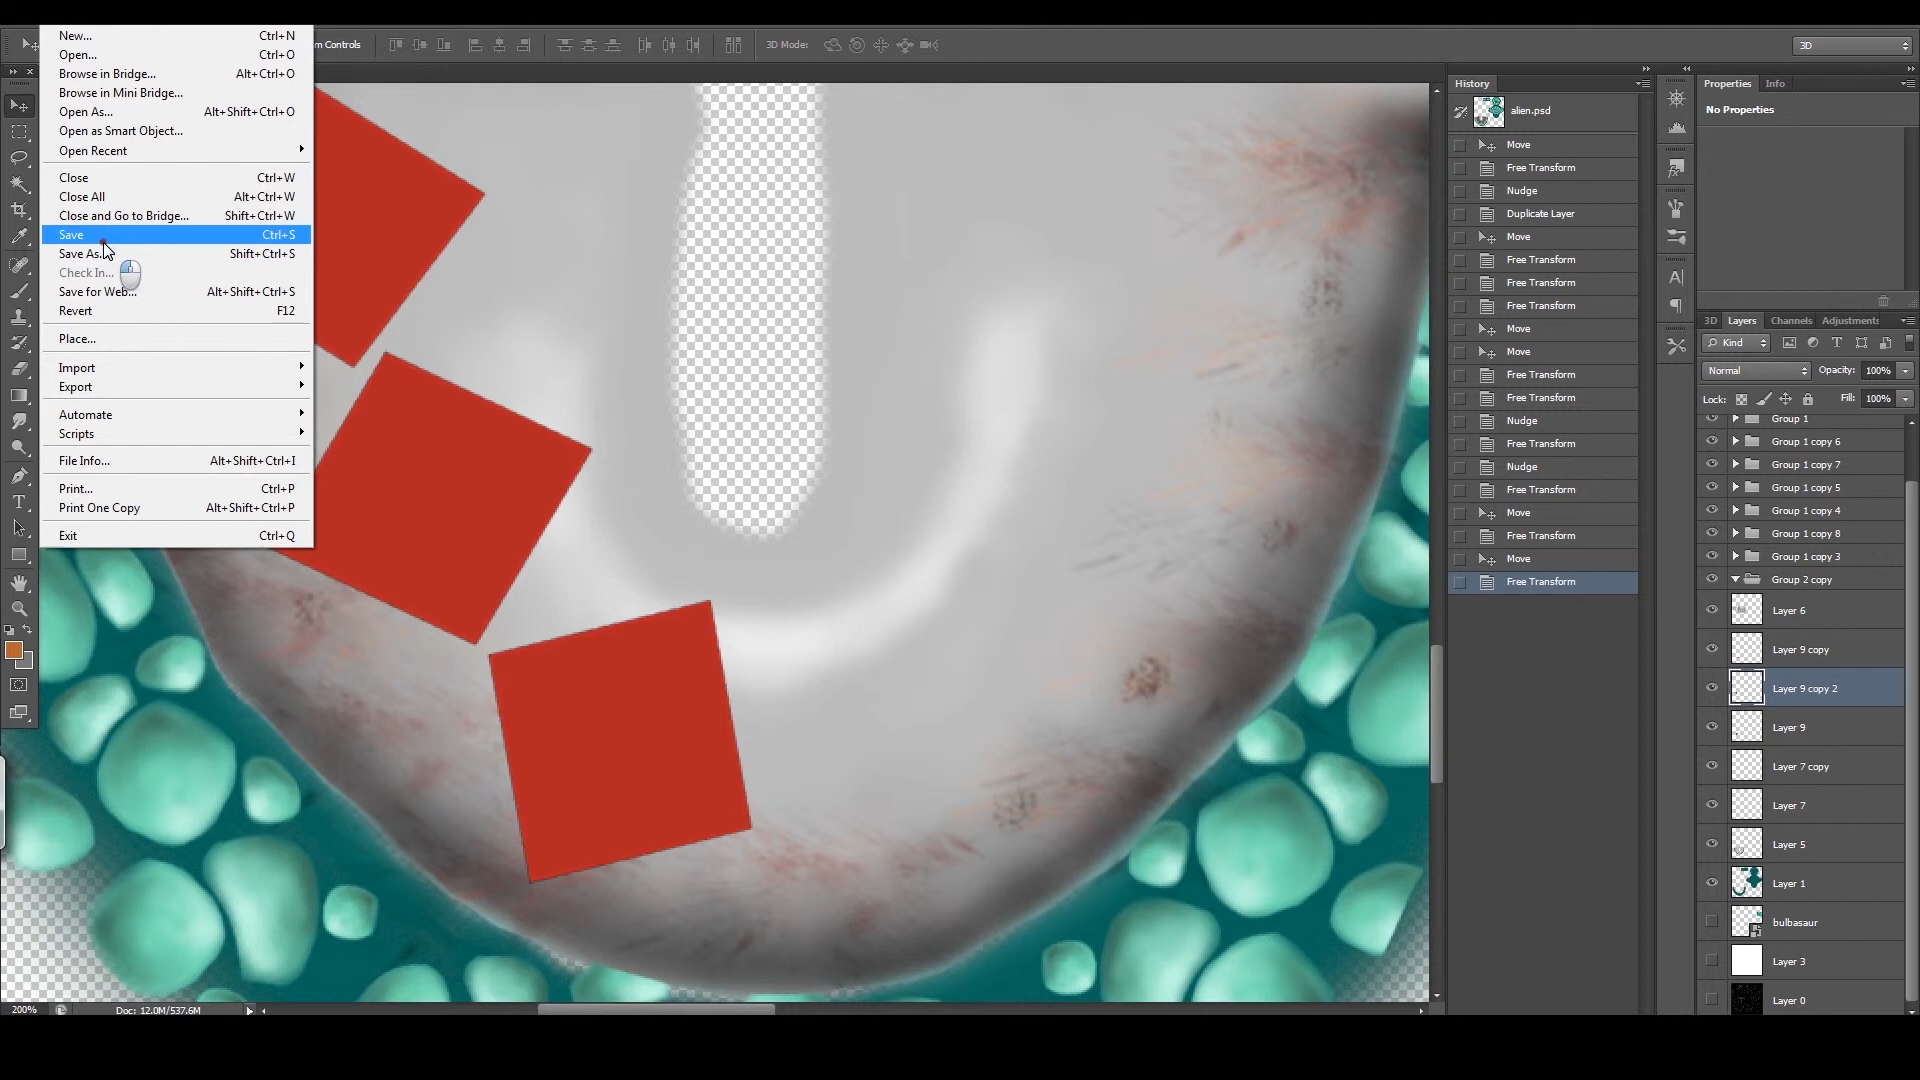 New... Ctrl+N
Open... Ctrl+O
Browse in Bridge... Alt+Ctrl+O
Browse in Mini Bridge...
Open As... Alt+Shift+Ctrl+O
Open as Smart Object...
Open Recent
Close Ctrl+W
Close All Alt+Ctrl+W
Close and Go to Bridge... Shift+Ctrl+W
Save Ctrl+S
Save As... Shift+Ctrl+S
Check In...
Save for Web... Alt+Shift+Ctrl+S
Revert F12
Place...
Import
Export
Automate
Scripts
File Info... Alt+Shift+Ctrl+I
Print... Ctrl+P
Print One Copy Alt+Shift+Ctrl+P
Exit Ctrl+Q
Controls
3D Mode:
3D
History
alien.psd
Move
Free Transform
Nudge
Duplicate Layer
Move
Free Transform
Free Transform
Free Transform
Move
Move
Free Transform
Free Transform
Nudge
Free Transform
Nudge
Free Transform
Move
Free Transform
Move
Free Transform
Properties Info
No Properties
3D Layers Channels Adjustments
Kind
Normal Opacity: 100%
Lock: Fill: 100%
Group 1
Group 1 copy 6
Group 1 copy 7
Group 1 copy 5
Group 1 copy 4
Group 1 copy 8
Group 1 copy 3
Group 2 copy
Layer 6
Layer 9 copy
Layer 9 copy 2
Layer 9
Layer 7 copy
Layer 7
Layer 5
Layer 1
bulbasaur
Layer 3
Layer 0
200% Doc: 12.0M/537.6M